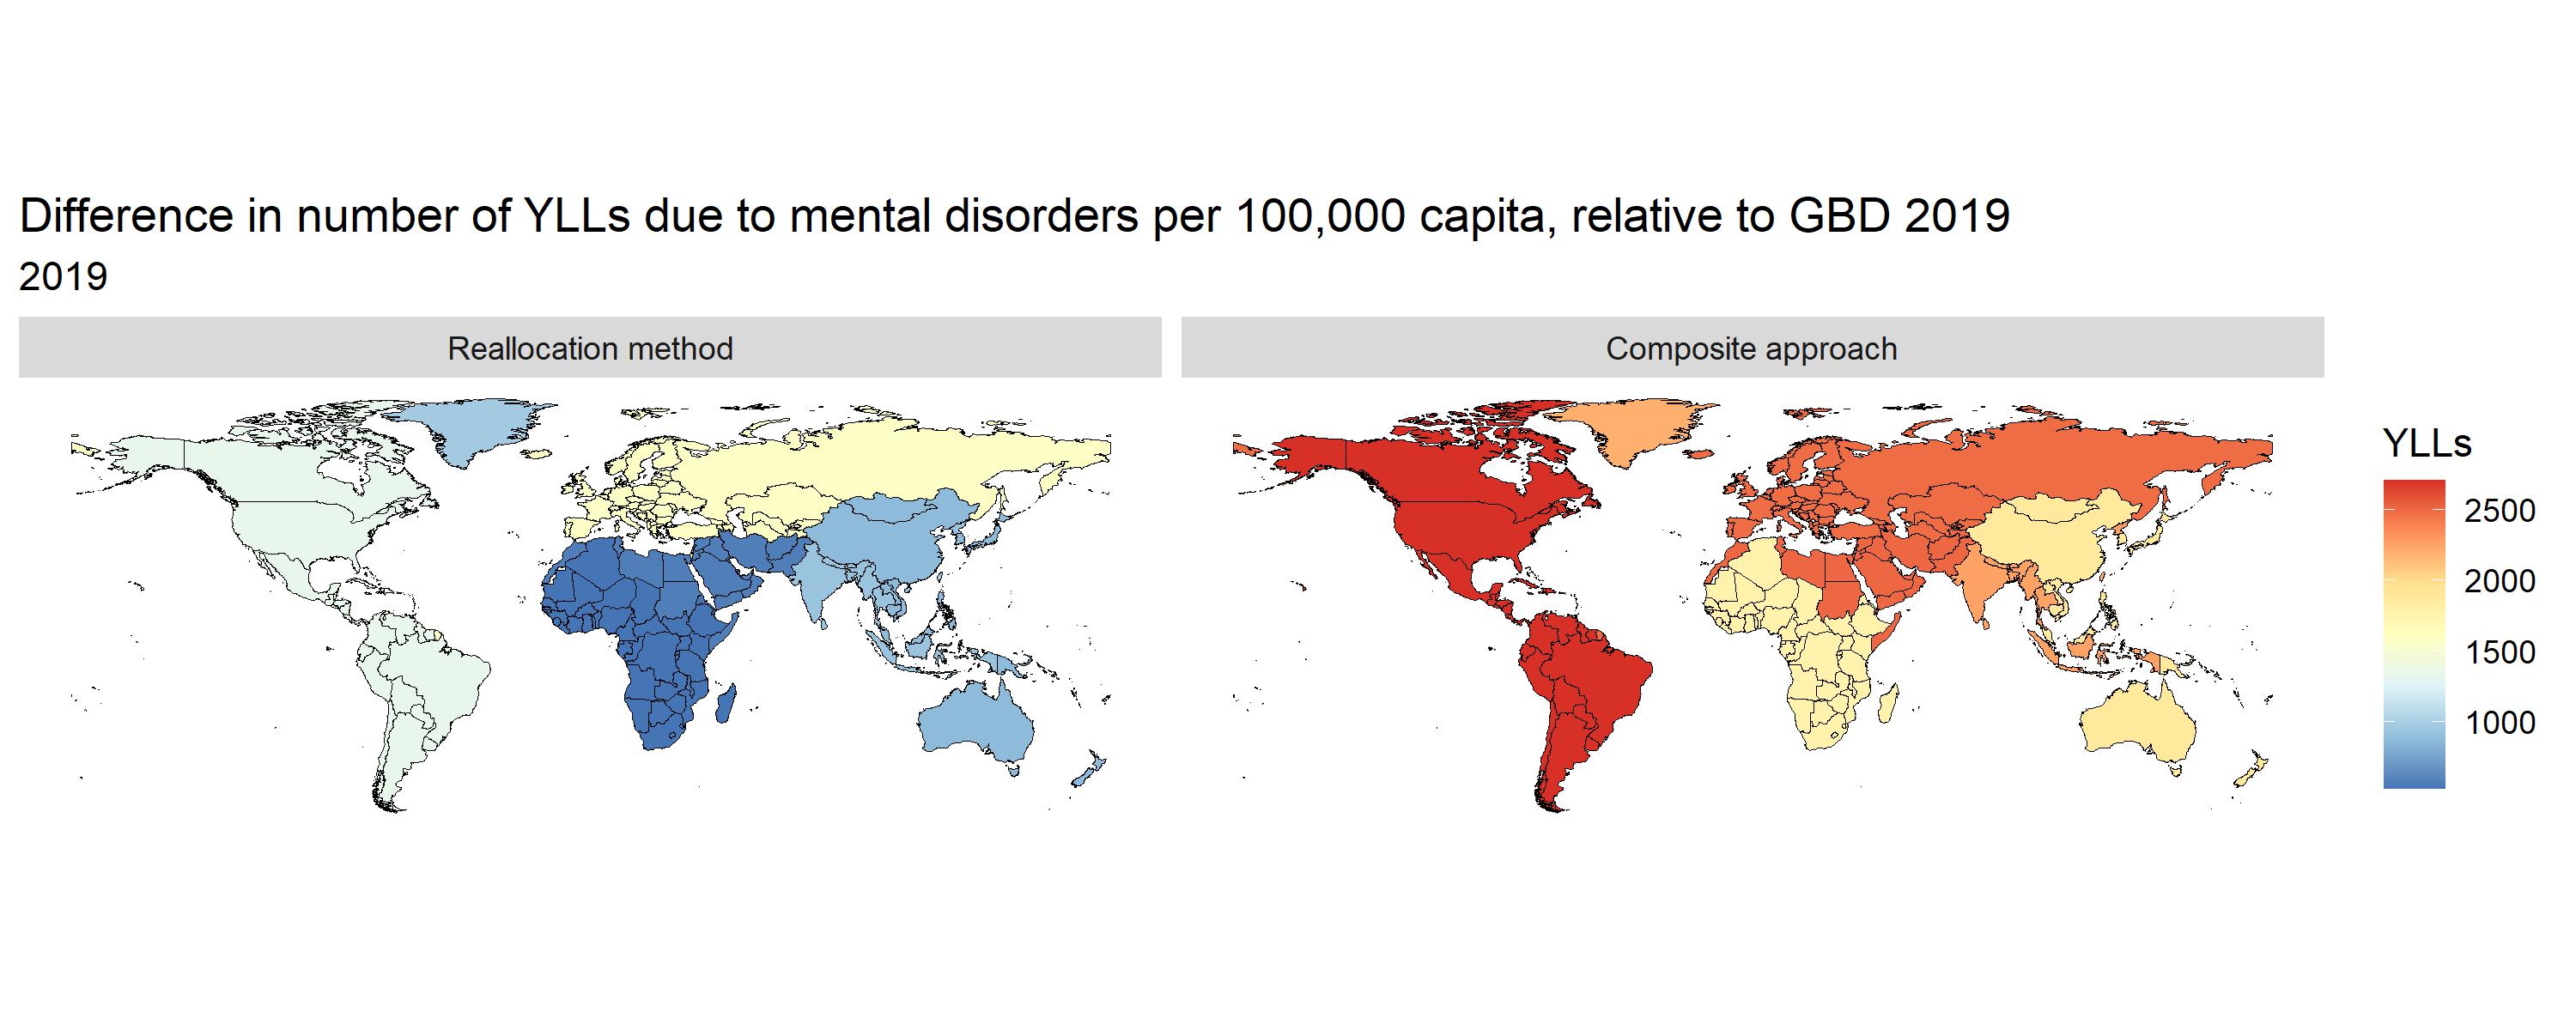 Difference in number of YLLs due to mental disorders per 100,000 capita, relative to GBD 2019
2019
Reallocation method
Composite approach
YLLs
2500
2000
1500
1000